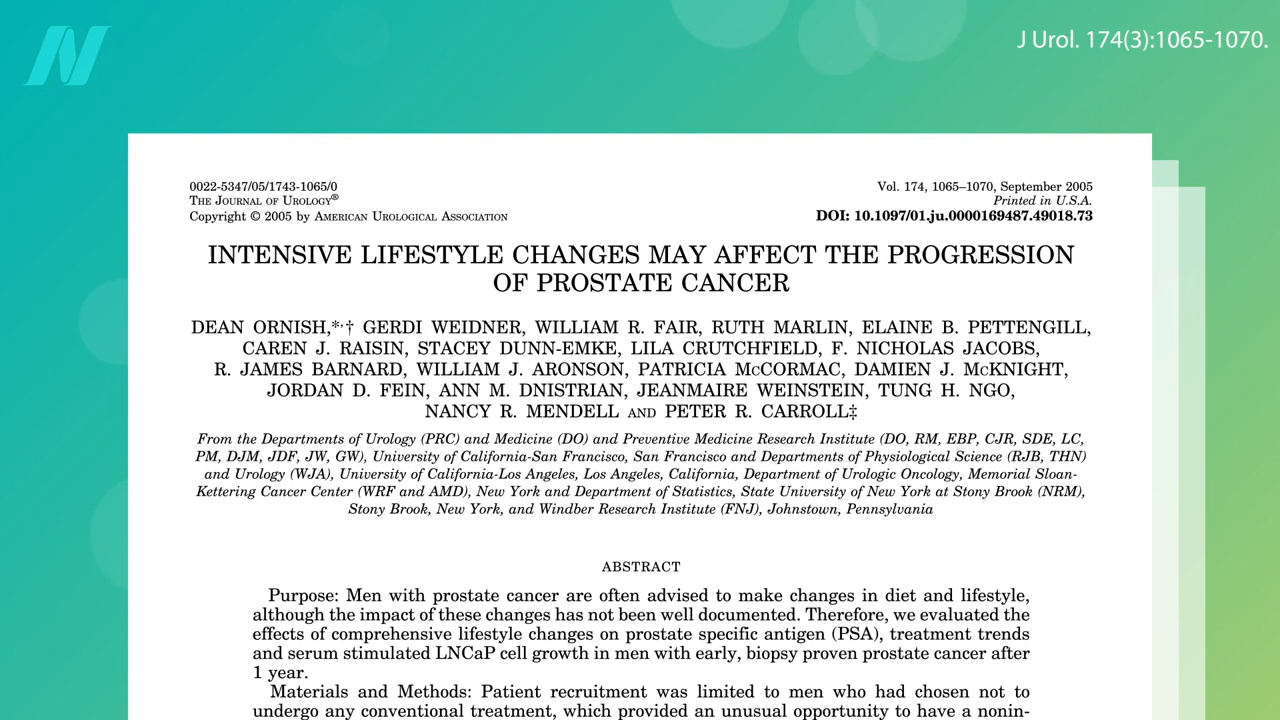 J Urol. 174(3):1065-1070.
0022-5347/05/1743-1065/0
THE JOURNAL OF UROLOGY®
Copyright © 2005 by AMERICAN UROLOGICAL ASSOCIATION
Vol. 174, 1065–1070, September 2005
Printed in U.S.A.
DOI: 10.1097/01.ju.0000169487.49018.73
INTENSIVE LIFESTYLE CHANGES MAY AFFECT THE PROGRESSION
OF PROSTATE CANCER
DEAN ORNISH,*,† GERDI WEIDNER, WILLIAM R. FAIR, RUTH MARLIN, ELAINE B. PETTENGILL,
CAREN J. RAISIN, STACEY DUNN-EMKE, LILA CRUTCHFIELD, F. NICHOLAS JACOBS,
R. JAMES BARNARD, WILLIAM J. ARONSON, PATRICIA McCORMAC, DAMIEN J. McKNIGHT,
JORDAN D. FEIN, ANN M. DNISTRIAN, JEANMAIRE WEINSTEIN, TUNG H. NGO,
NANCY R. MENDELL AND PETER R. CARROLL‡
From the Departments of Urology (PRC) and Medicine (DO) and Preventive Medicine Research Institute (DO, RM, EBP, CJR, SDE, LC,
PM, DJM, JDF, JW, GW), University of California-San Francisco, San Francisco and Departments of Physiological Science (RJB, THN)
and Urology (WJA), University of California-Los Angeles, Los Angeles, California, Department of Urologic Oncology, Memorial Sloan-
Kettering Cancer Center (WRF and AMD), New York and Department of Statistics, State University of New York at Stony Brook (NRM),
Stony Brook, New York, and Windber Research Institute (FNJ), Johnstown, Pennsylvania
ABSTRACT
Purpose: Men with prostate cancer are often advised to make changes in diet and lifestyle,
although the impact of these changes has not been well documented. Therefore, we evaluated the
effects of comprehensive lifestyle changes on prostate specific antigen (PSA), treatment trends
and serum stimulated LNCaP cell growth in men with early, biopsy proven prostate cancer after
1 year.
Materials and Methods: Patient recruitment was limited to men who had chosen not to
undergo any conventional treatment, which provided an unusual opportunity to have a nonin-